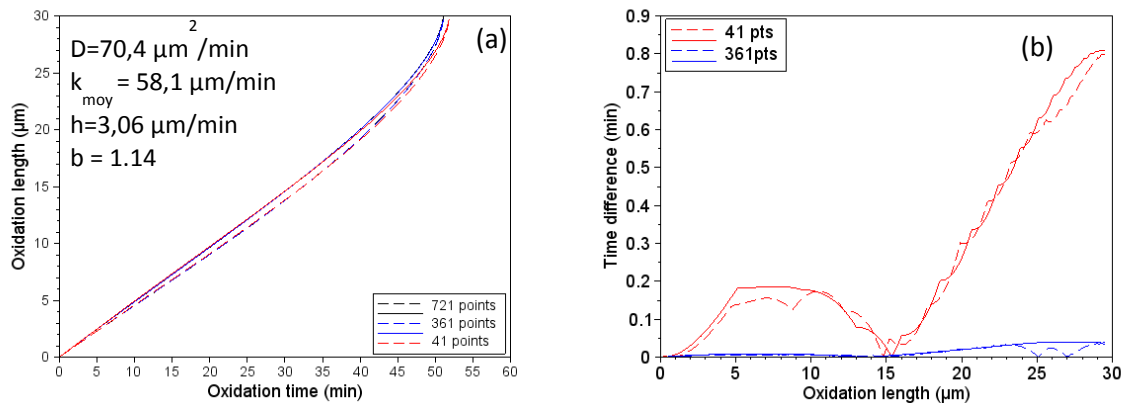 (a)
D=70,4 µm²/min
k moy = 58,1 µm/min
h=3,06 µm/min
b = 1.14
30
25
20
15
10
5
0
Oxidation length (µm)
721 points
361 points
41 points
0 5 10 15 20 25 30 35 40 45 50 55 60
Oxidation time (min)
(b)
41 pts
361pts
0.9
0.8
0.7
0.6
0.5
0.4
0.3
0.2
0.1
0
Time difference (min)
0 5 10 15 20 25 30
Oxidation length (µm)